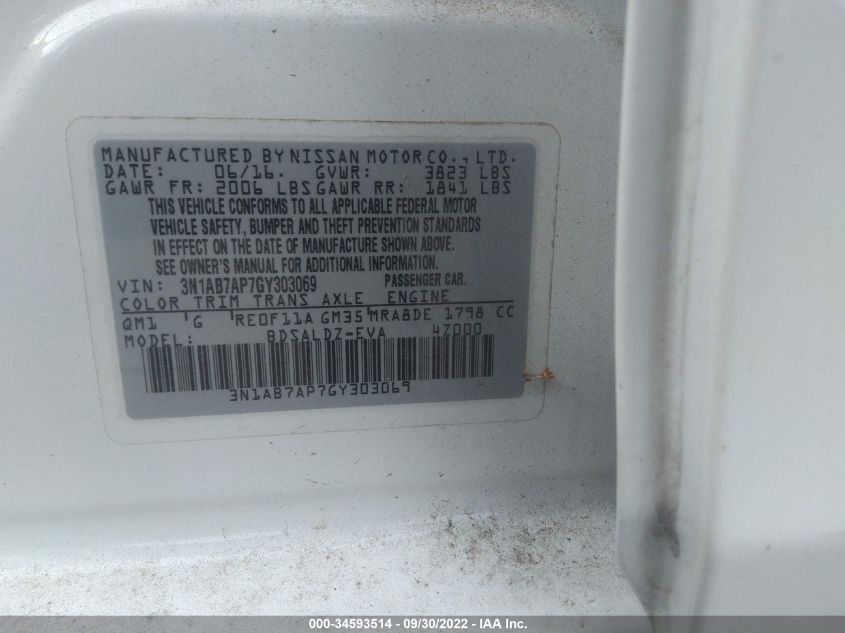 MANUFACTURED BY NISSAN MOTOR CO., LTD.
DATE: 06/16. GVWR: 3823 LBS
GAWR FR: 2006 LBS GAWR RR: 1841 LBS
THIS VEHICLE CONFORMS TO ALL APPLICABLE FEDERAL MOTOR
VEHICLE SAFETY, BUMPER AND THEFT PREVENTION STANDARDS
IN EFFECT ON THE DATE OF MANUFACTURE SHOWN ABOVE.
SEE OWNER'S MANUAL FOR ADDITIONAL INFORMATION.
VIN: 3N1AB7AP7GY303069 PASSENGER CAR.
COLOR TRIM TRANS AXLE ENGINE
QM1 'G 'RE0F11A GM35 MRA8DE 1798 CC
MODEL: BDSALDZ-EVA 4Z000
3N1AB7AP7GY303069
000-34593514 - 09/30/2022 - IAA Inc.